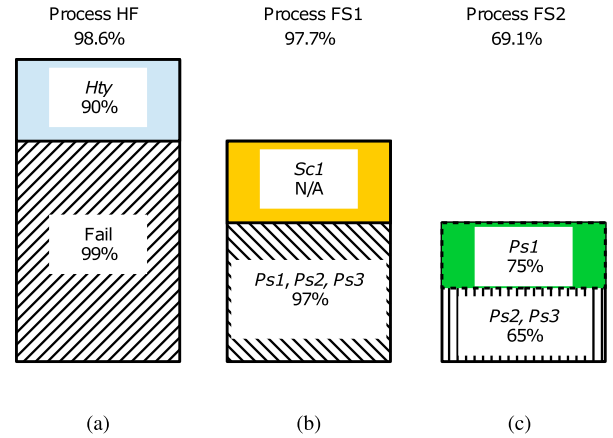 Process HF
98.6%
Process FS1
97.7%
Process FS2
69.1%
Hty
90%
Fail
99%
Sc1
N/A
Ps1, Ps2, Ps3
97%
Ps1
75%
Ps2, Ps3
65%
(a)
(b)
(c)